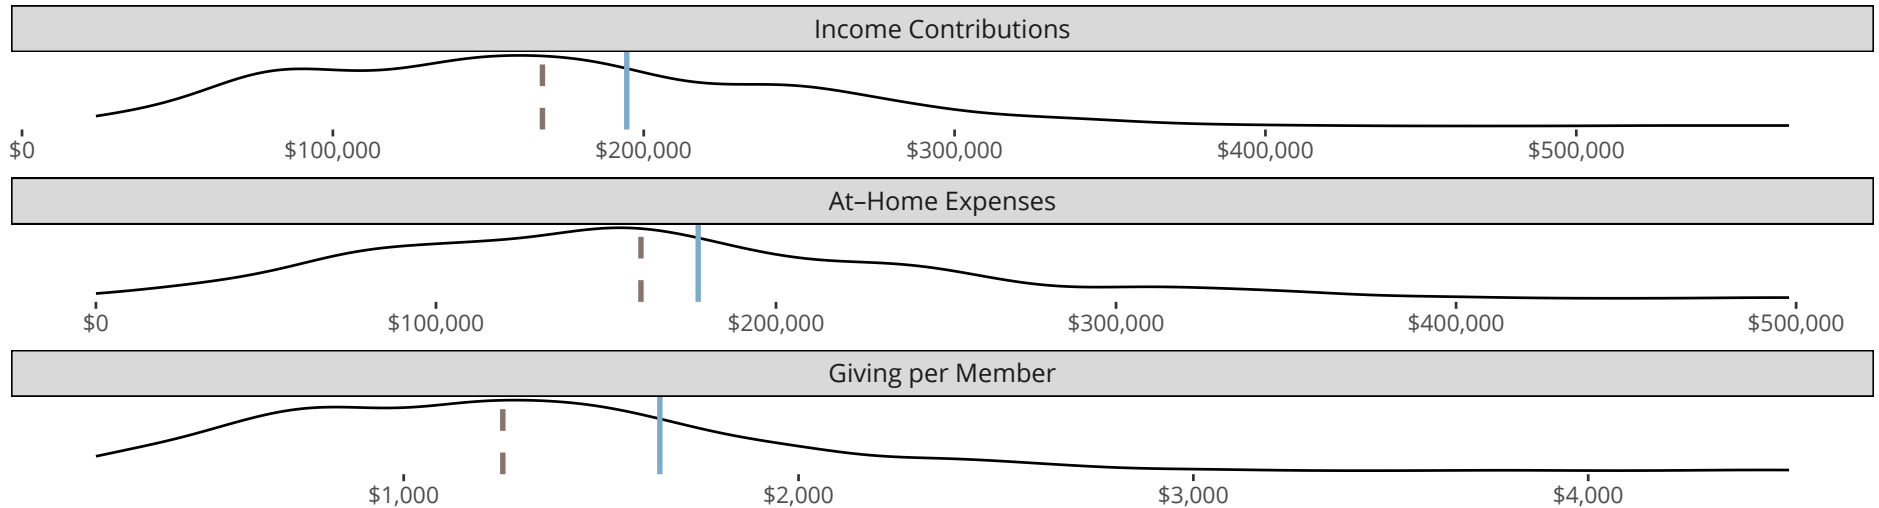 Income Contributions
$0 $100,000 $200,000 $300,000 $400,000 $500,000
At–Home Expenses
$0 $100,000 $200,000 $300,000 $400,000 $500,000
Giving per Member
$1,000 $2,000 $3,000 $4,000